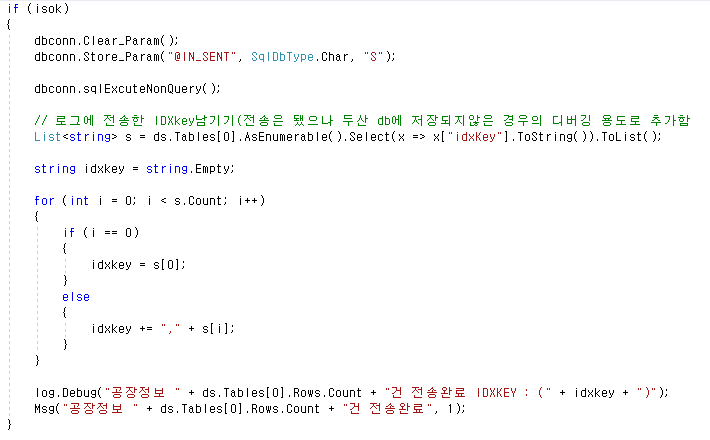 if (isok)
{
dbconn.Clear_Param();
dbconn.Store_Param("@IN_SENT", SqlDbType.Char, "S");
dbconn.sqlExcuteNonQuery();
// 로그에 전송한 IDXkey남기기(전송은 됐으나 두산 db에 저장되지않은 경우의 디버깅 용도로 추가함
List<string> s = ds.Tables[0].AsEnumerable().Select(x => x["idxKey"].ToString()).ToList();
string idxkey = string.Empty;
for (int i = 0; i < s.Count; i++)
{
if (i == 0)
{
idxkey = s[0];
}
else
{
idxkey += "," + s[i];
}
}
log.Debug("공장정보 " + ds.Tables[0].Rows.Count + "건 전송완료 IDXKEY : (" + idxkey + ")");
Msg("공장정보 " + ds.Tables[0].Rows.Count + "건 전송완료", 1);
}